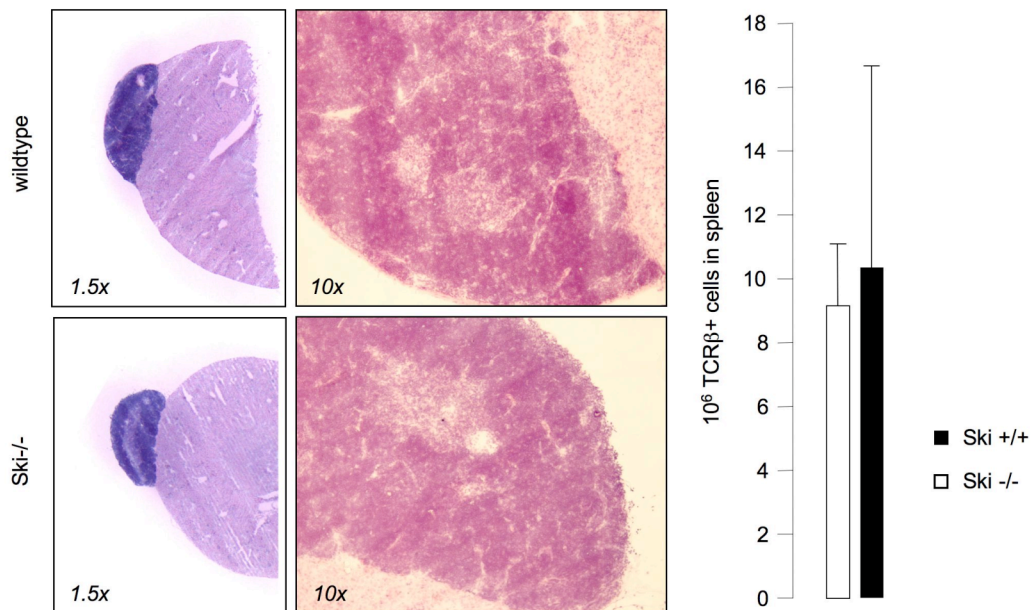 wildtype
1.5x
10x
Ski-/-
1.5x
10x
10⁶ TCRβ+ cells in spleen
18
16
14
12
10
8
6
4
2
0
Ski +/+
Ski -/-